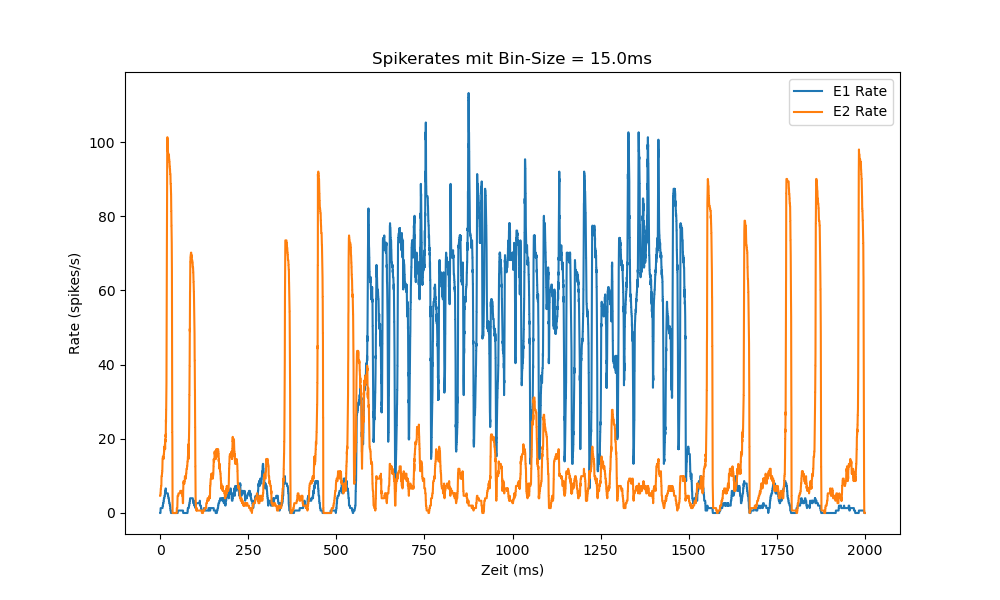 Spikerates mit Bin-Size = 15.0ms
E1 Rate
E2 Rate
100
80
60
40
20
0
Rate (spikes/s)
0 250 500 750 1000 1250 1500 1750 2000
Zeit (ms)